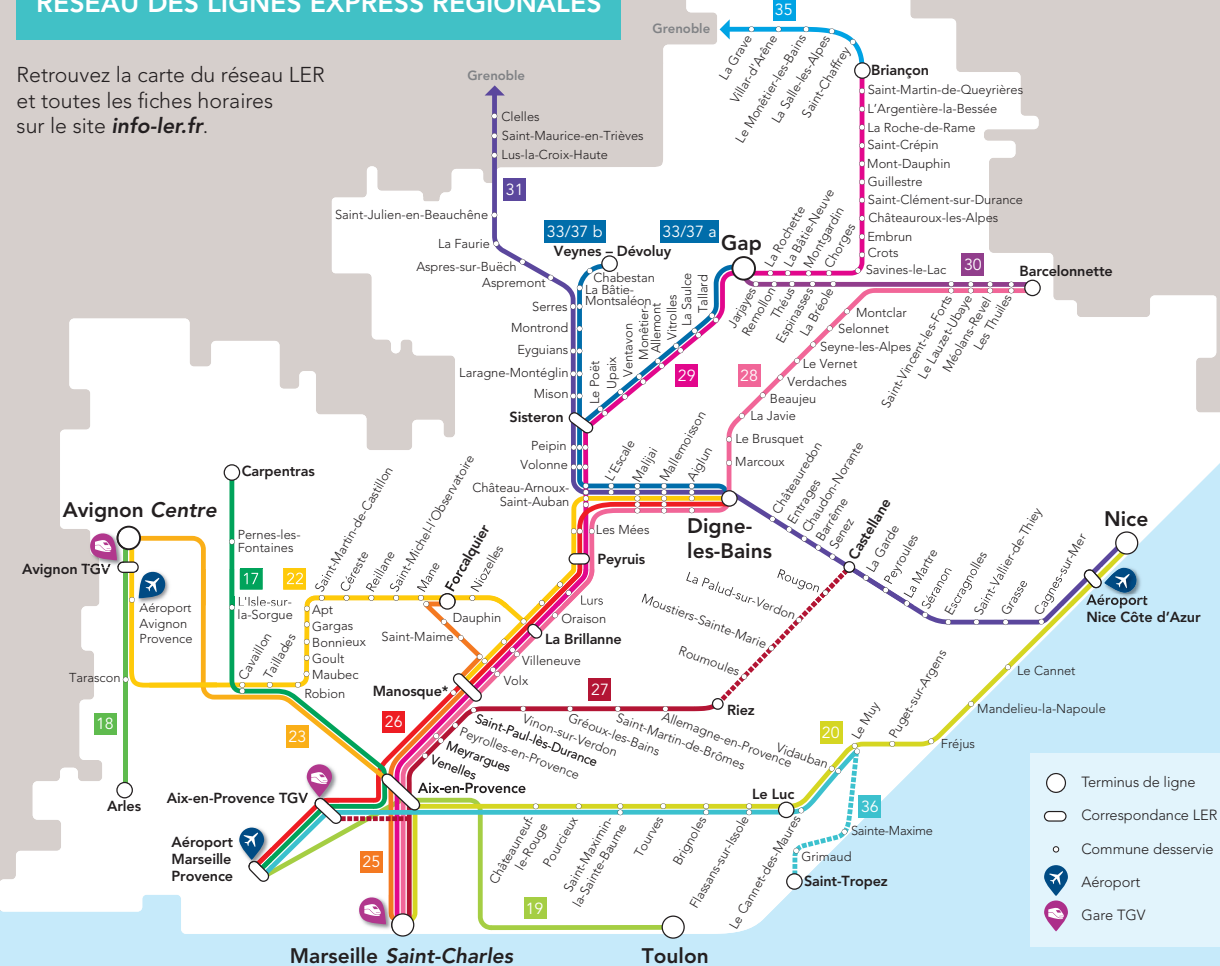 RÉSEAU DES LIGNES EXPRESS RÉGIONALES
Retrouvez la carte du réseau LER
et toutes les fiches horaires
sur le site info-ler.fr.
35
Grenoble
La Grave
Villar-d'Arêne
Le Monêtier-les-Bains
La Salle-les-Alpes
Saint-Chaffrey
Briançon
Saint-Martin-de-Queyrières
L'Argentière-la-Bessée
La Roche-de-Rame
Saint-Crépin
Mont-Dauphin
Guillestre
Saint-Clément-sur-Durance
Châteauroux-les-Alpes
Embrun
Crots
Savines-le-Lac
Grenoble
Clelles
Saint-Maurice-en-Trièves
Lus-la-Croix-Haute
31
Saint-Julien-en-Beauchêne
La Faurie
Aspres-sur-Buëch
Aspremont
Serres
Montrond
Eyguians
Laragne-Montéglin
Mison
Sisteron
Peipin
Volonne
Château-Arnoux-
Saint-Auban
33/37 b
Veynes – Dévoluy
Chabestan
La Bâtie-
Montsaléon
33/37 a
Gap
La Rochette
La Bâtie-Neuve
Montgardin
Chorges
30
Barcelonnette
Jarjayes
Remollon
Théus
Espinasses
La Bréole
Saint-Vincent-les-Forts
Le Lauzet-Ubaye
Méolans-Revel
Les Thuiles
Le Poët
Upaix
Ventavon
Monêtier-
Allemont
Vitrolles
La Saulce
Tallard
29
28
Montclar
Selonnet
Seyne-les-Alpes
Le Vernet
Verdaches
Beaujeu
La Javie
Le Brusquet
Marcoux
L'Escale
Malijai
Mallemoisson
Aiglun
Digne-
les-Bains
Châteauredon
Entrages
Chaudon-Norante
Barrême
Senez
Castellane
La Garde
Peyroules
La Martre
Séranon
Escragnolles
Saint-Vallier-de-Thiey
Grasse
Cagnes-sur-Mer
Nice
Aéroport
Nice Côte d'Azur
Carpentras
Pernes-les-
Fontaines
17
L'Isle-sur-
la-Sorgue
Cavaillon
Taillades
Avignon Centre
Avignon TGV
Aéroport
Avignon
Provence
Tarascon
18
Arles
22
Saint-Martin-de-Castillon
Céreste
Reillane
Saint-Michel-l'Observatoire
Mane
Forcalquier
Niozelles
Apt
Gargas
Bonnieux
Goult
Maubec
Robion
Dauphin
Saint-Maime
Les Mées
Peyruis
Lurs
Oraison
La Brillanne
Villeneuve
Volx
Manosque*
23
26
27
Saint-Paul-lès-Durance
Peyrolles-en-Provence
Meyrargues
Venelles
Aix-en-Provence
Vinon-sur-Verdon
Gréoux-les-Bains
Saint-Martin-de-Brômes
Allemagne-en-Provence
Riez
Roumoules
Moustiers-Sainte-Marie
La Palud-sur-Verdon
Rougon
Aix-en-Provence TGV
Aéroport
Marseille
Provence
25
Marseille Saint-Charles
19
Toulon
Châteauneuf-
le-Rouge
Pourcieux
Saint-Maximin-
la-Sainte-Baume
Tourves
Brignoles
Flassans-sur-Issole
Le Luc
Le Cannet-des-Maures
Vidauban
20
Le Muy
Puget-sur-Argens
Fréjus
Mandelieu-la-Napoule
Le Cannet
36
Sainte-Maxime
Grimaud
Saint-Tropez
Terminus de ligne
Correspondance LER
Commune desservie
Aéroport
Gare TGV